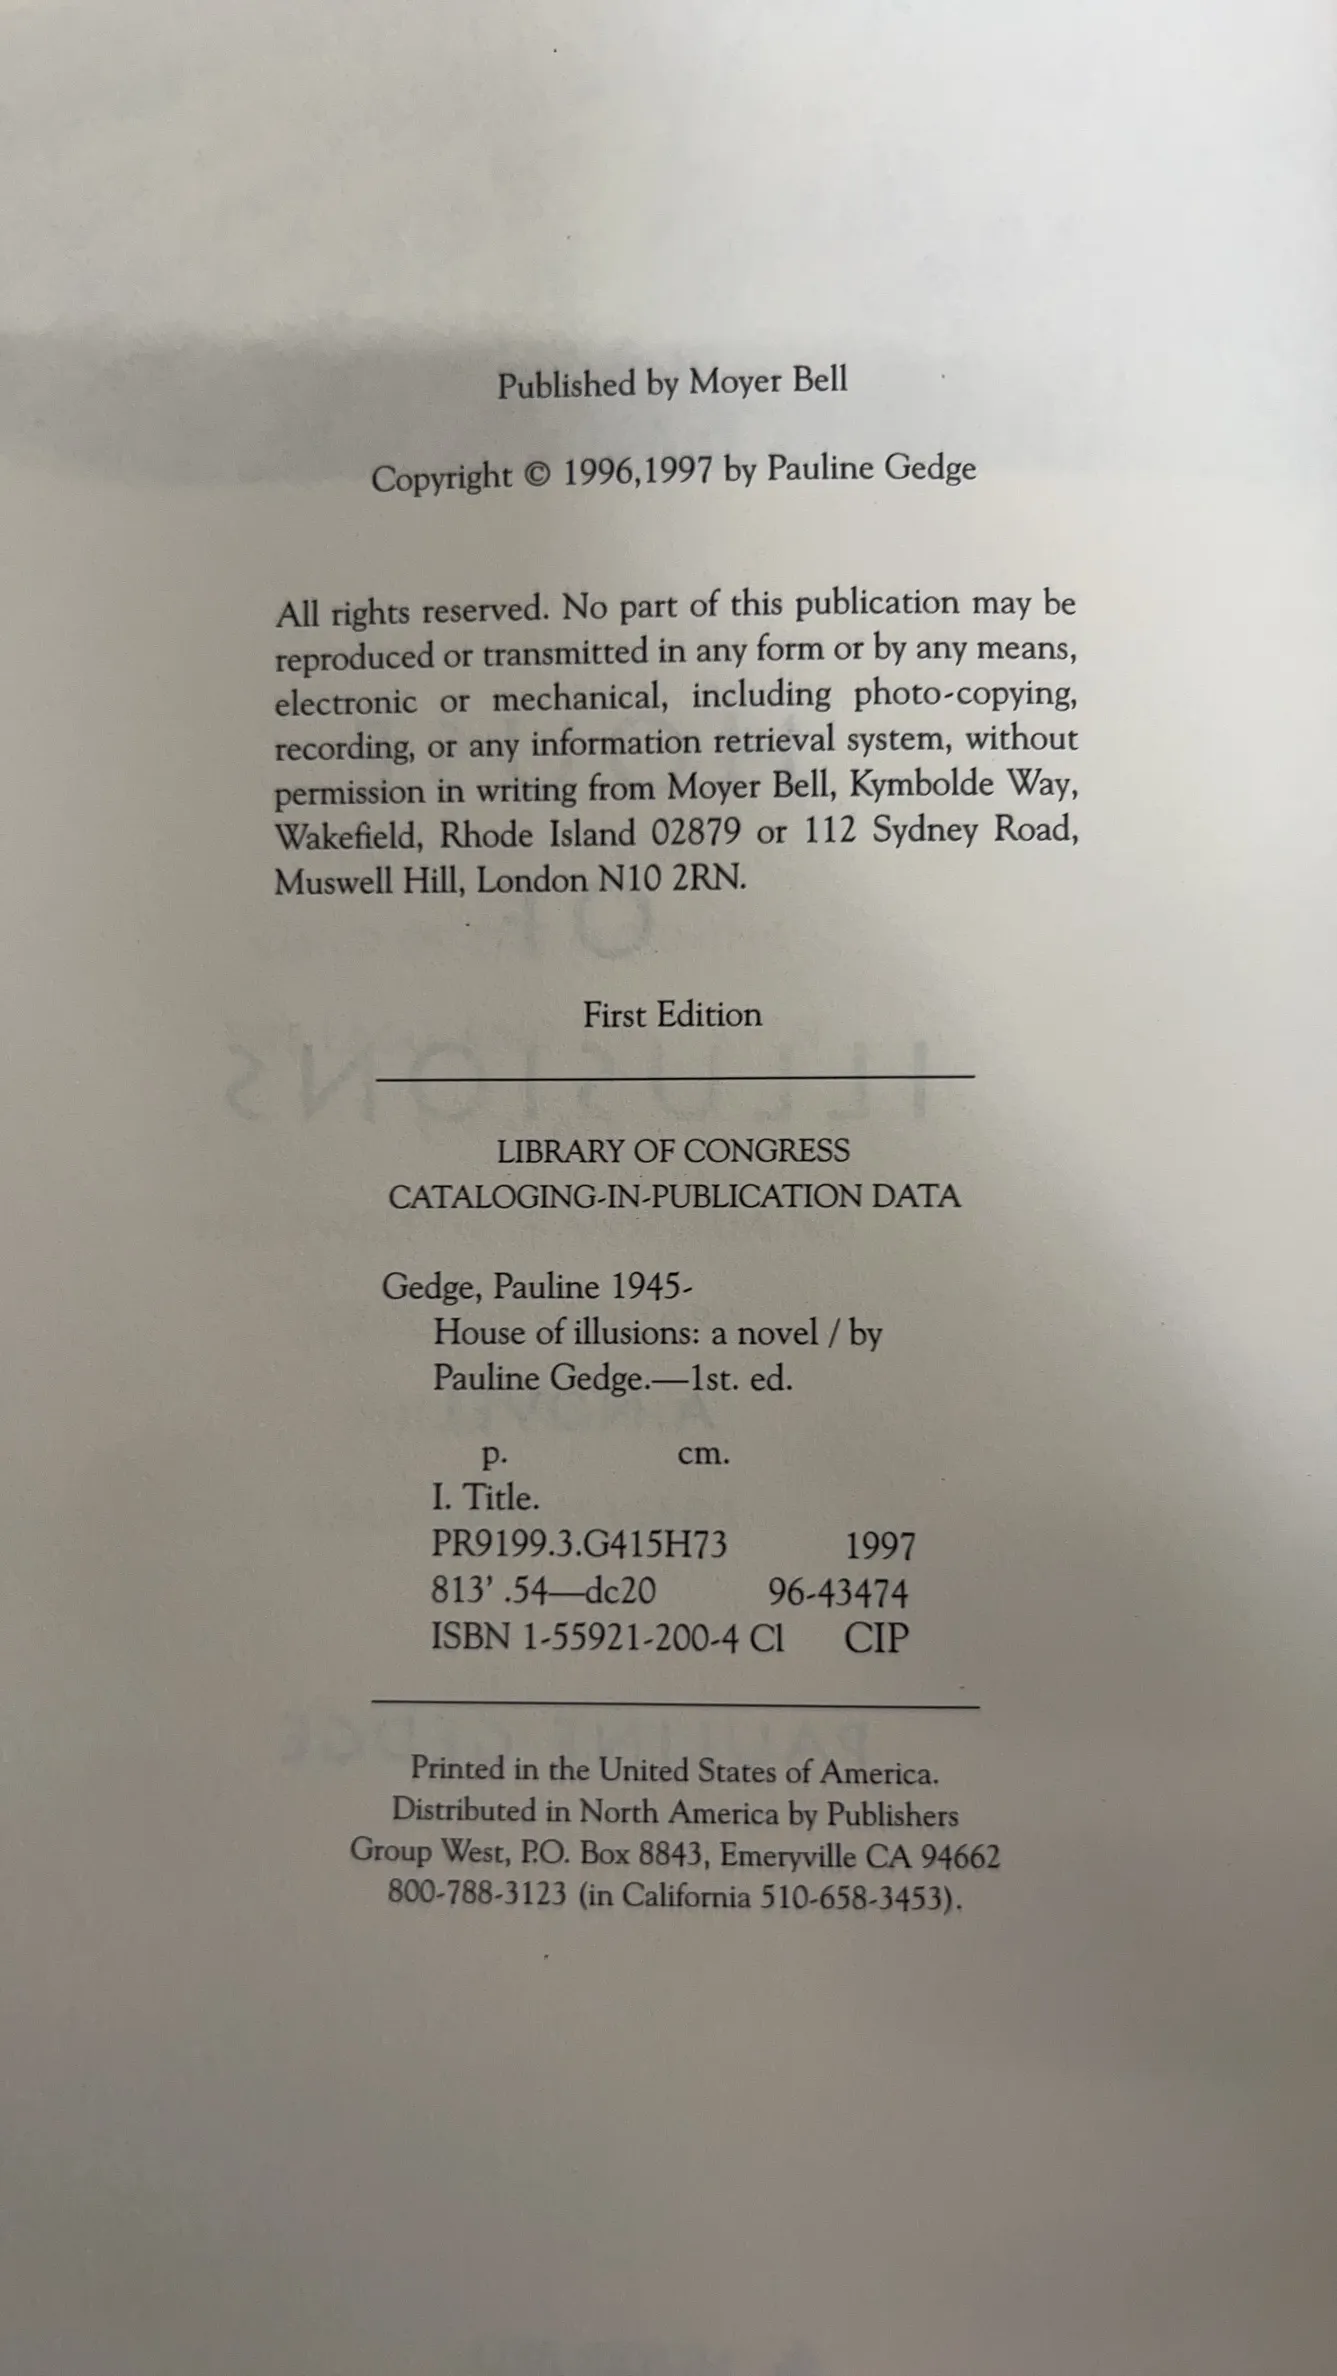 Published by Moyer Bell
Copyright © 1996,1997 by Pauline Gedge
All rights reserved. No part of this publication may be
reproduced or transmitted in any form or by any means,
electronic or mechanical, including photo-copying,
recording, or any information retrieval system, without
permission in writing from Moyer Bell, Kymbolde Way,
Wakefield, Rhode Island 02879 or 112 Sydney Road,
Muswell Hill, London N10 2RN.
First Edition
LIBRARY OF CONGRESS
CATALOGING-IN-PUBLICATION DATA
Gedge, Pauline 1945-
House of illusions: a novel / by
Pauline Gedge.—1st. ed.
p. cm.
I. Title.
PR9199.3.G415H73 1997
813’ .54—dc20 96-43474
ISBN 1-55921-200-4 Cl CIP
Printed in the United States of America.
Distributed in North America by Publishers
Group West, P.O. Box 8843, Emeryville CA 94662
800-788-3123 (in California 510-658-3453).